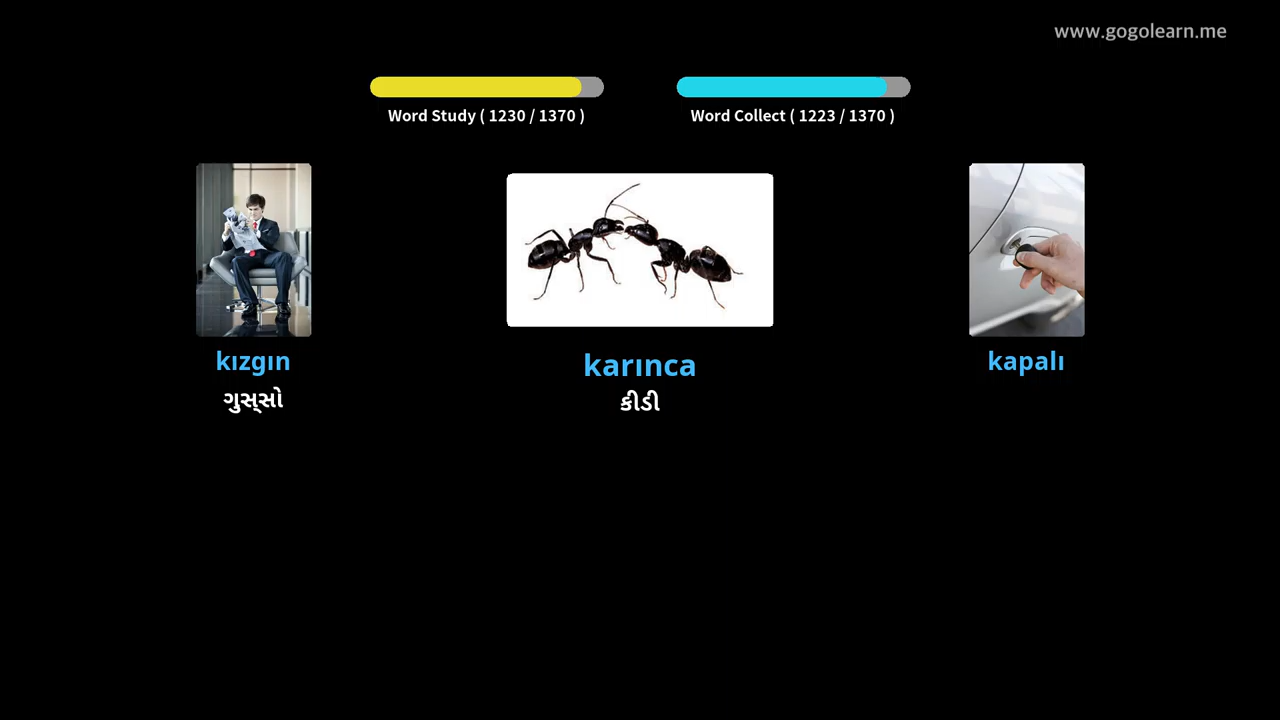 www.gogolearn.me
Word Study ( 1230 / 1370 )
Word Collect ( 1223 / 1370 )
kızgın
karınca
kapalı
ગુસ્સો
કીડી